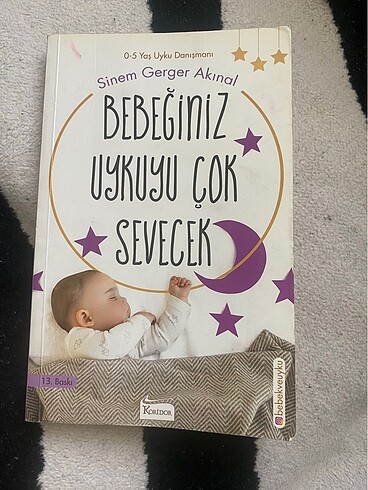 0-5 Yaş Uyku Danışmanı
Sinem Gerger Akınal
BEBEĞİNİZ
UYKUYU ÇOK
SEVECEK
13. Baskı
KORİDOR
bebekveuyku